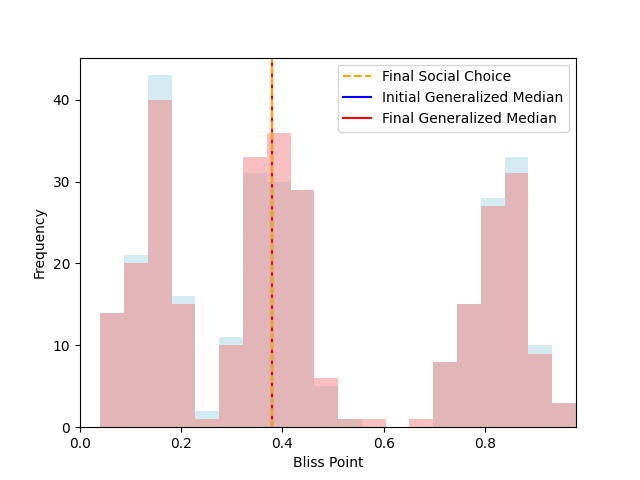 Final Social Choice
Initial Generalized Median
Final Generalized Median
40
30
20
10
0
0.0 0.2 0.4 0.6 0.8
Frequency
Bliss Point